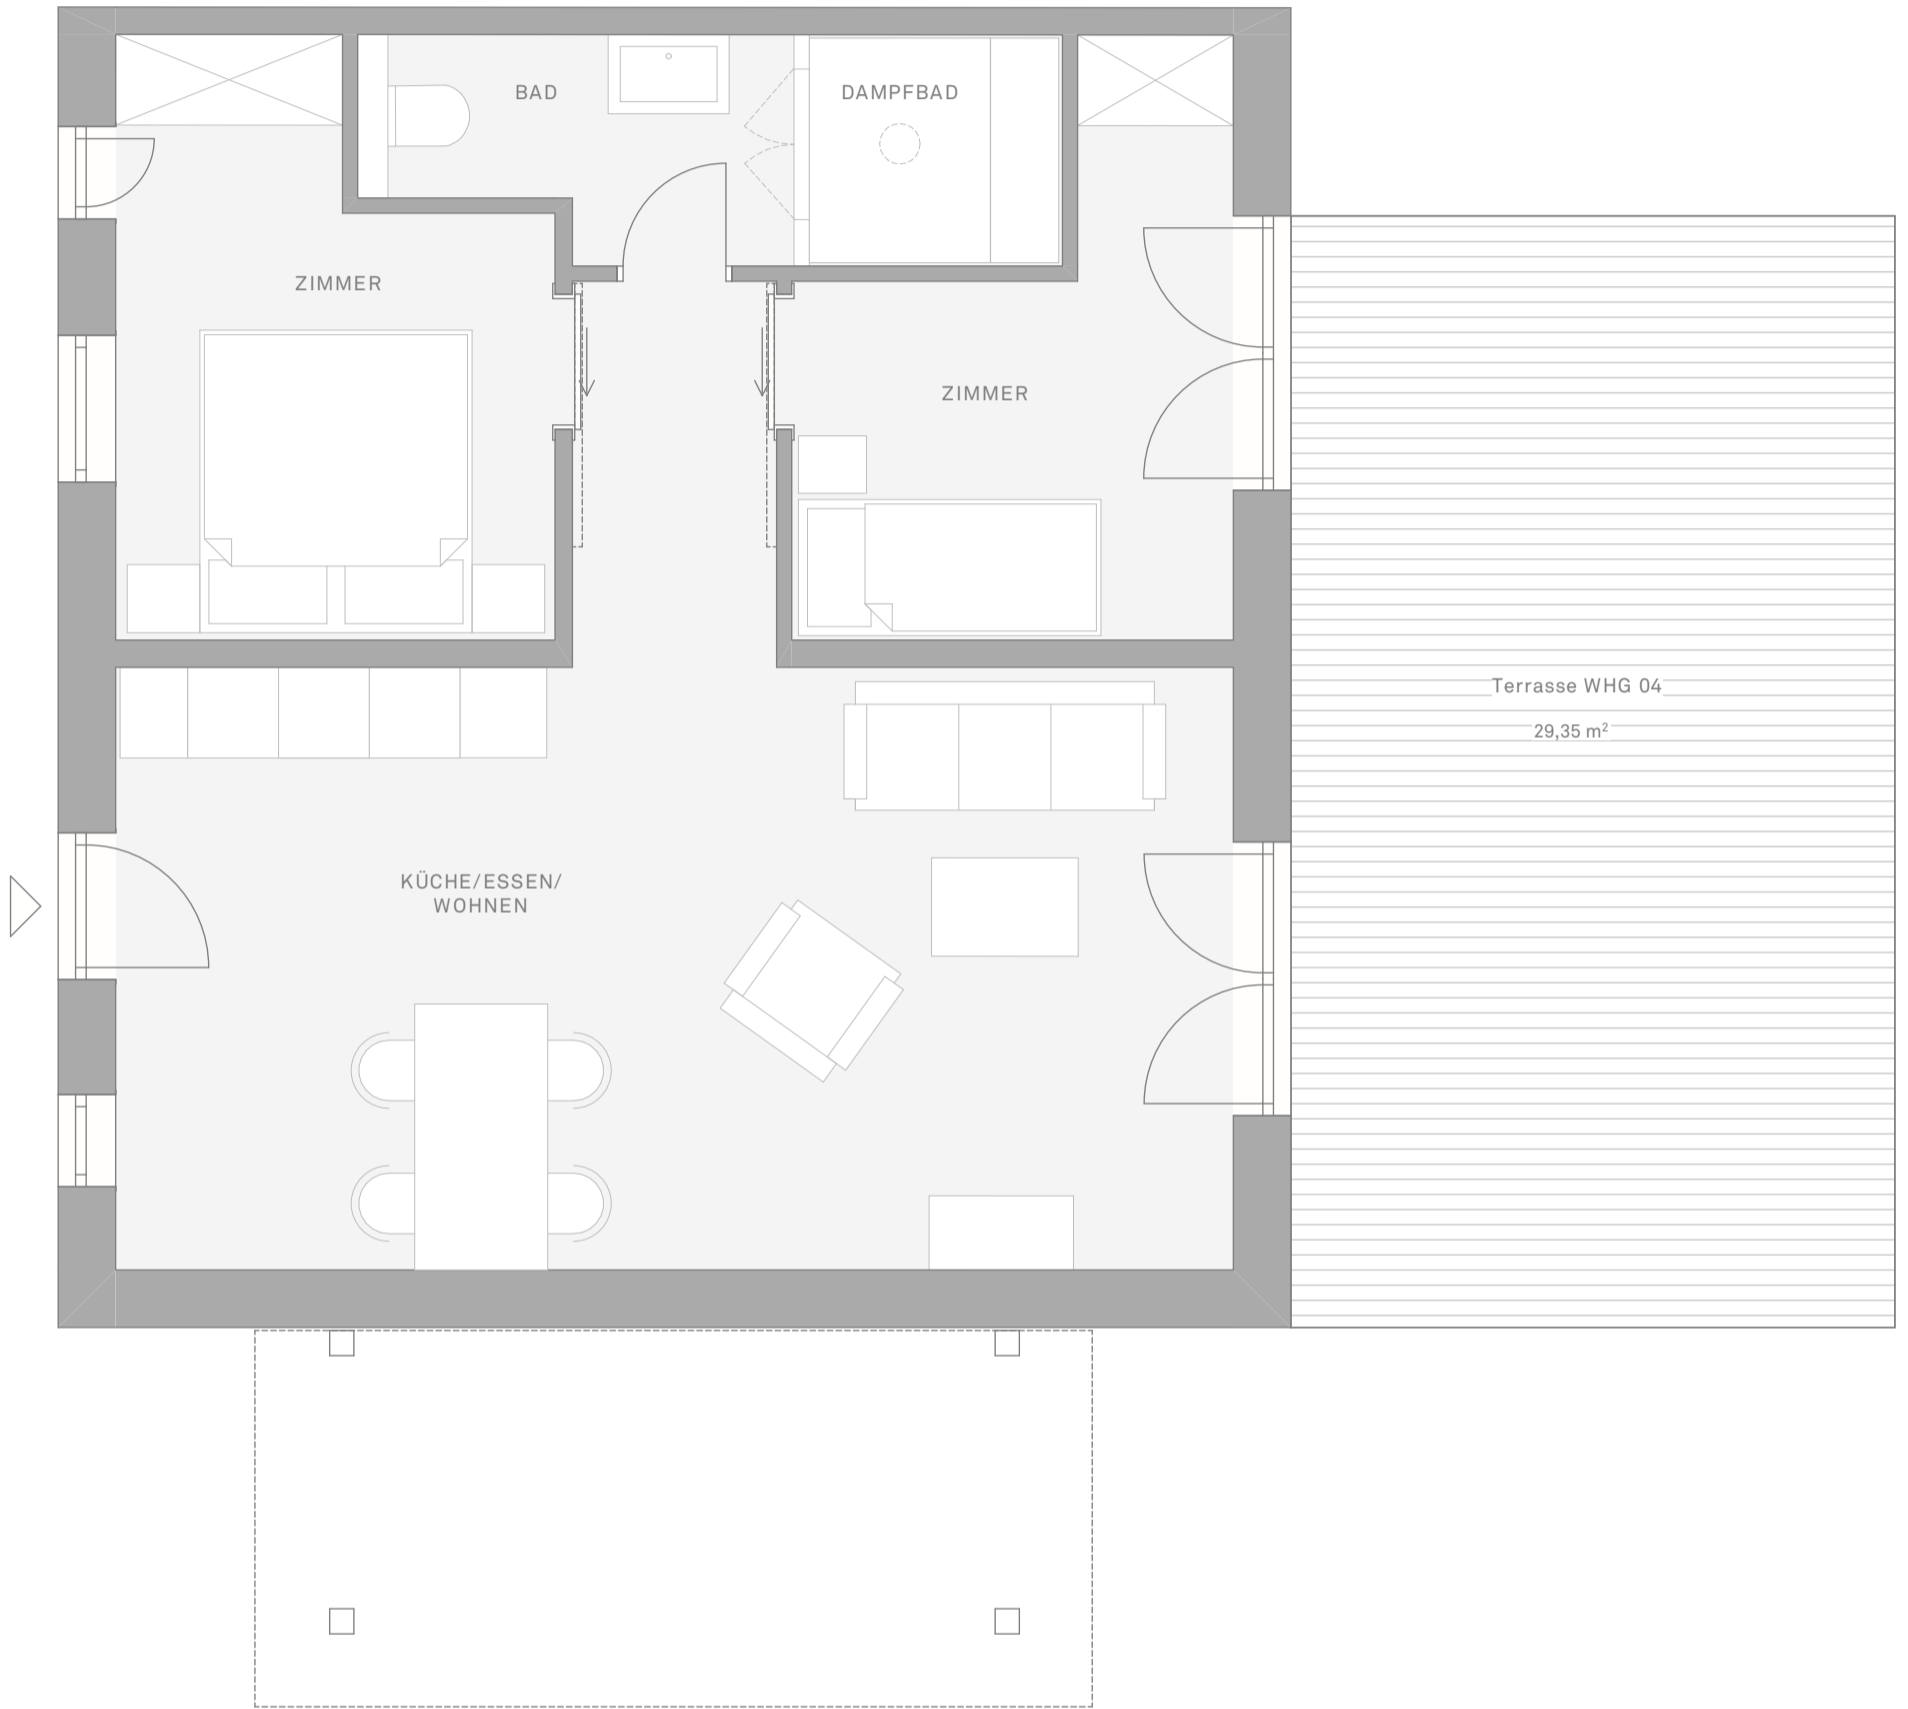 BAD
DAMPFBAD
ZIMMER
ZIMMER
Terrasse WHG 04
29,35 m²
KÜCHE/ESSEN/
WOHNEN